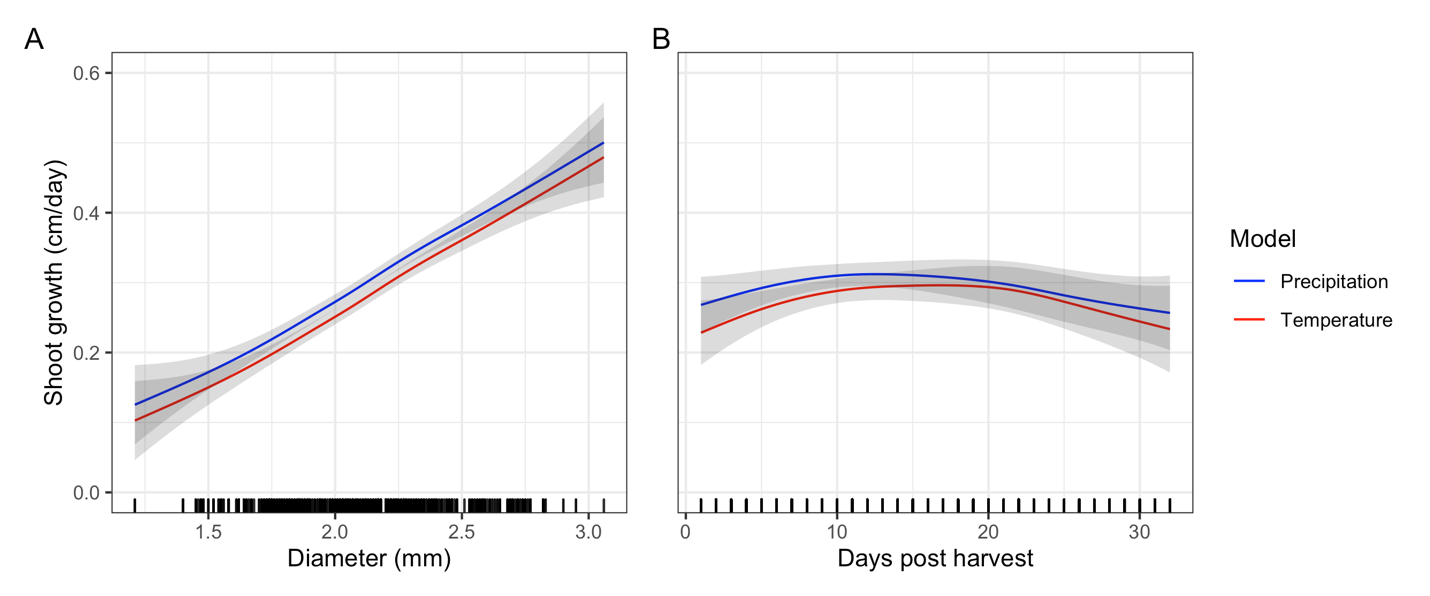 A
B
Shoot growth (cm/day)
0.6
0.4
0.2
0.0
1.5 2.0 2.5 3.0
Diameter (mm)
0 10 20 30
Days post harvest
Model
Precipitation
Temperature